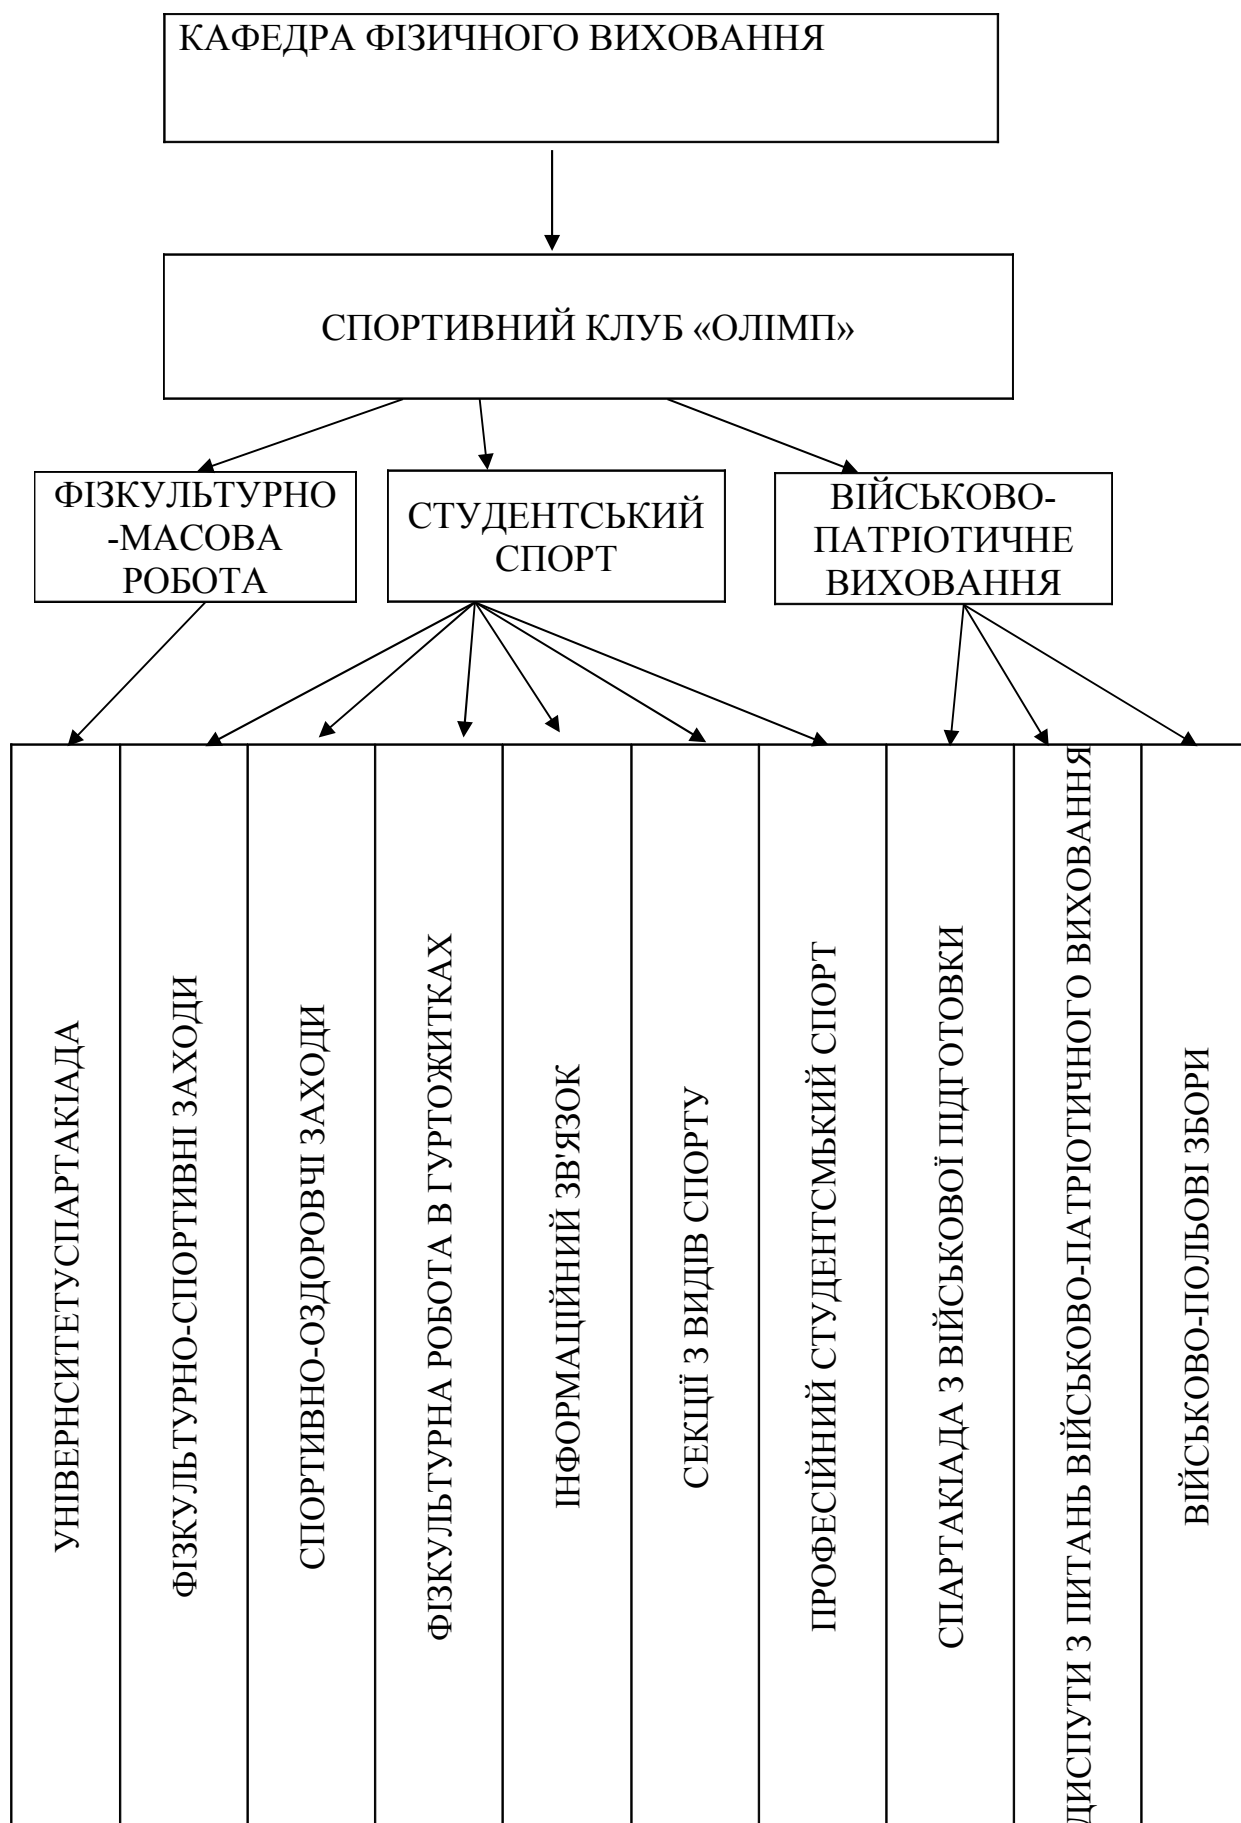 КАФЕДРА ФІЗИЧНОГО ВИХОВАННЯ
СПОРТИВНИЙ КЛУБ «ОЛІМП»
ФІЗКУЛЬТУРНО
-МАСОВА
РОБОТА
СТУДЕНТСЬКИЙ
СПОРТ
ВІЙСЬКОВО-
ПАТРІОТИЧНЕ
ВИХОВАННЯ
УНІВЕРНСИТЕТУСПАРТАКІАДА
ФІЗКУЛЬТУРНО-СПОРТИВНІ ЗАХОДИ
СПОРТИВНО-ОЗДОРОВЧІ ЗАХОДИ
ФІЗКУЛЬТУРНА РОБОТА В ГУРТОЖИТКАХ
ІНФОРМАЦІЙНИЙ ЗВ'ЯЗОК
СЕКЦІЇ З ВИДІВ СПОРТУ
ПРОФЕСІЙНИЙ СТУДЕНТСМЬКИЙ СПОРТ
СПАРТАКІАДА З ВІЙСЬКОВОЇ ПІДГОТОВКИ
ДИСПУТИ З ПИТАНЬ ВІЙСЬКОВО-ПАТРІОТИЧНОГО ВИХОВАННЯ
ВІЙСЬКОВО-ПОЛЬОВІ ЗБОРИ